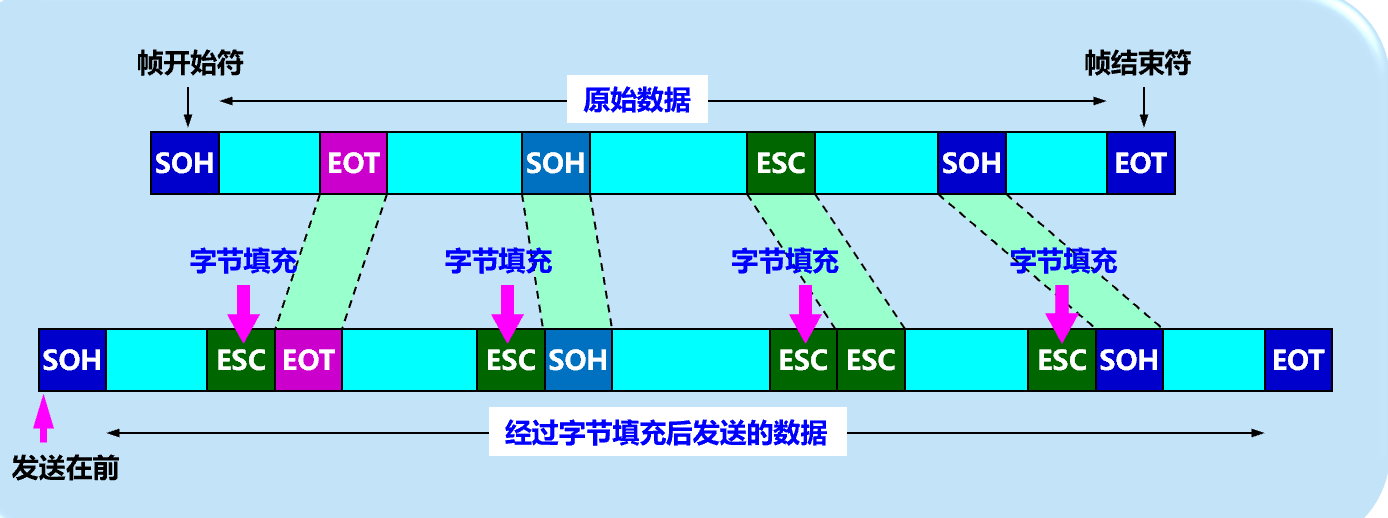 帧开始符 帧结束符
原始数据
SOH EOT SOH ESC SOH EOT
字节填充 字节填充 字节填充 字节填充
SOH ESC EOT ESC SOH ESC ESC ESC SOH EOT
经过字节填充后发送的数据
发送在前